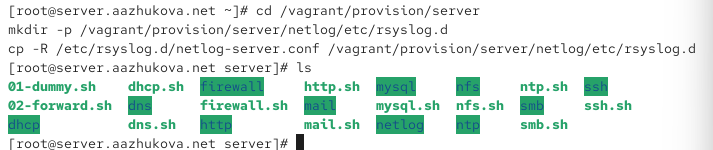 [root@server.aazhukova.net ~]# cd /vagrant/provision/server
mkdir -p /vagrant/provision/server/netlog/etc/rsyslog.d
cp -R /etc/rsyslog.d/netlog-server.conf /vagrant/provision/server/netlog/etc/rsyslog.d
[root@server.aazhukova.net server]# ls
01-dummy.sh dhcp.sh firewall http.sh mysql nfs ntp.sh ssh
02-forward.sh dns firewall.sh mail mysql.sh nfs.sh smb ssh.sh
dhcp dns.sh http mail.sh netlog ntp smb.sh
[root@server.aazhukova.net server]#